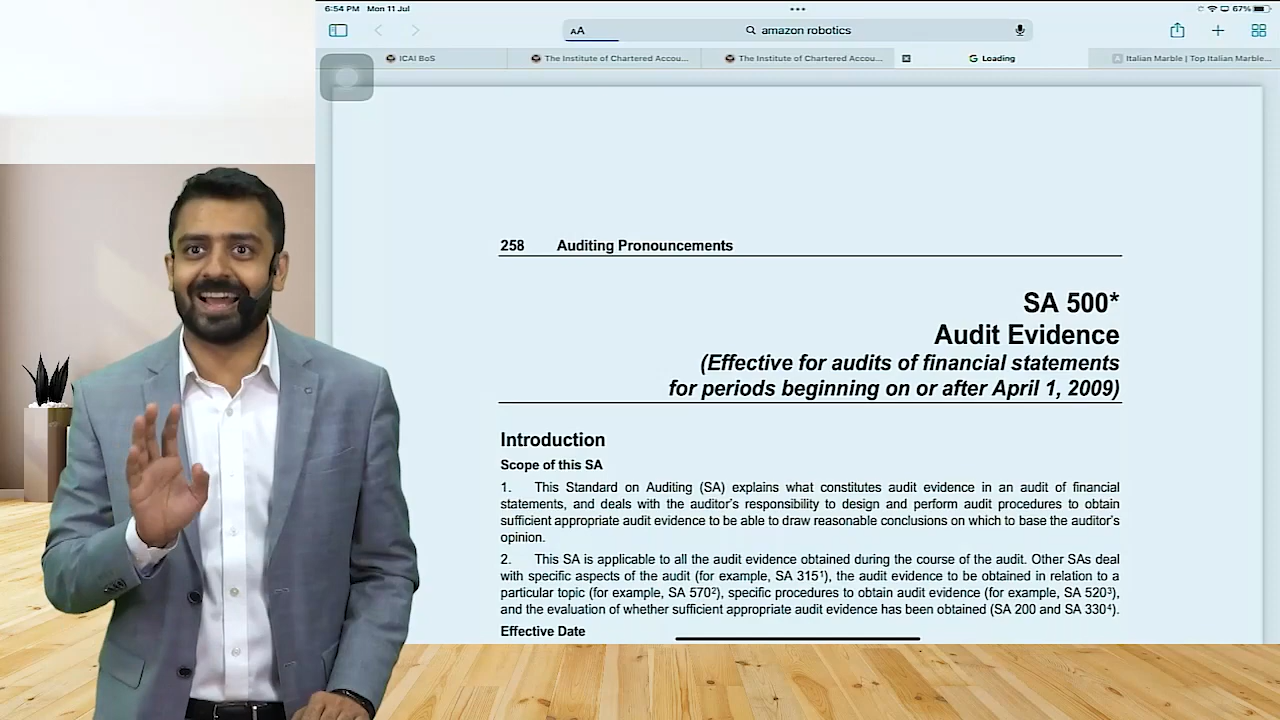 6:54 PM Mon 11 Jul
67%
AA
amazon robotics
ICAI BoS
The Institute of Chartered Accou...
The Institute of Chartered Accou...
Loading
Italian Marble | Top Italian Marble...
258 Auditing Pronouncements
SA 500*
Audit Evidence
(Effective for audits of financial statements
for periods beginning on or after April 1, 2009)
Introduction
Scope of this SA
1. This Standard on Auditing (SA) explains what constitutes audit evidence in an audit of financial
statements, and deals with the auditor's responsibility to design and perform audit procedures to obtain
sufficient appropriate audit evidence to be able to draw reasonable conclusions on which to base the auditor's
opinion.
2. This SA is applicable to all the audit evidence obtained during the course of the audit. Other SAs deal
with specific aspects of the audit (for example, SA 315¹), the audit evidence to be obtained in relation to a
particular topic (for example, SA 570²), specific procedures to obtain audit evidence (for example, SA 520³),
and the evaluation of whether sufficient appropriate audit evidence has been obtained (SA 200 and SA 330⁴).
Effective Date